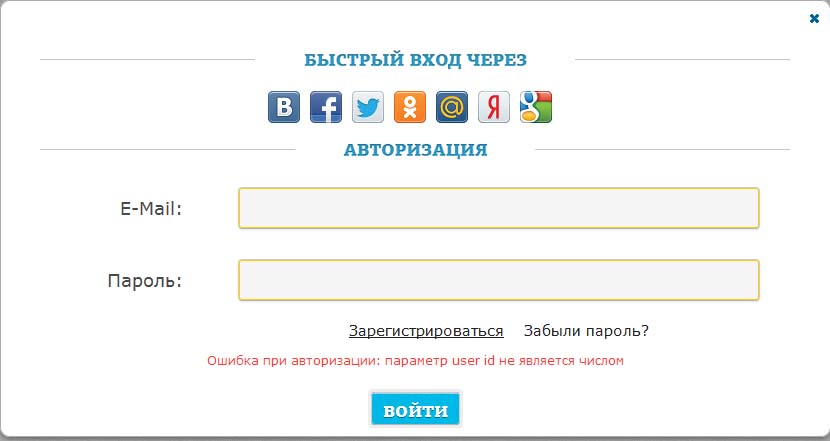 БЫСТРЫЙ ВХОД ЧЕРЕЗ
АВТОРИЗАЦИЯ
E-Mail:
Пароль:
Зарегистрироваться Забыли пароль?
Ошибка при авторизации: параметр user id не является числом
войти